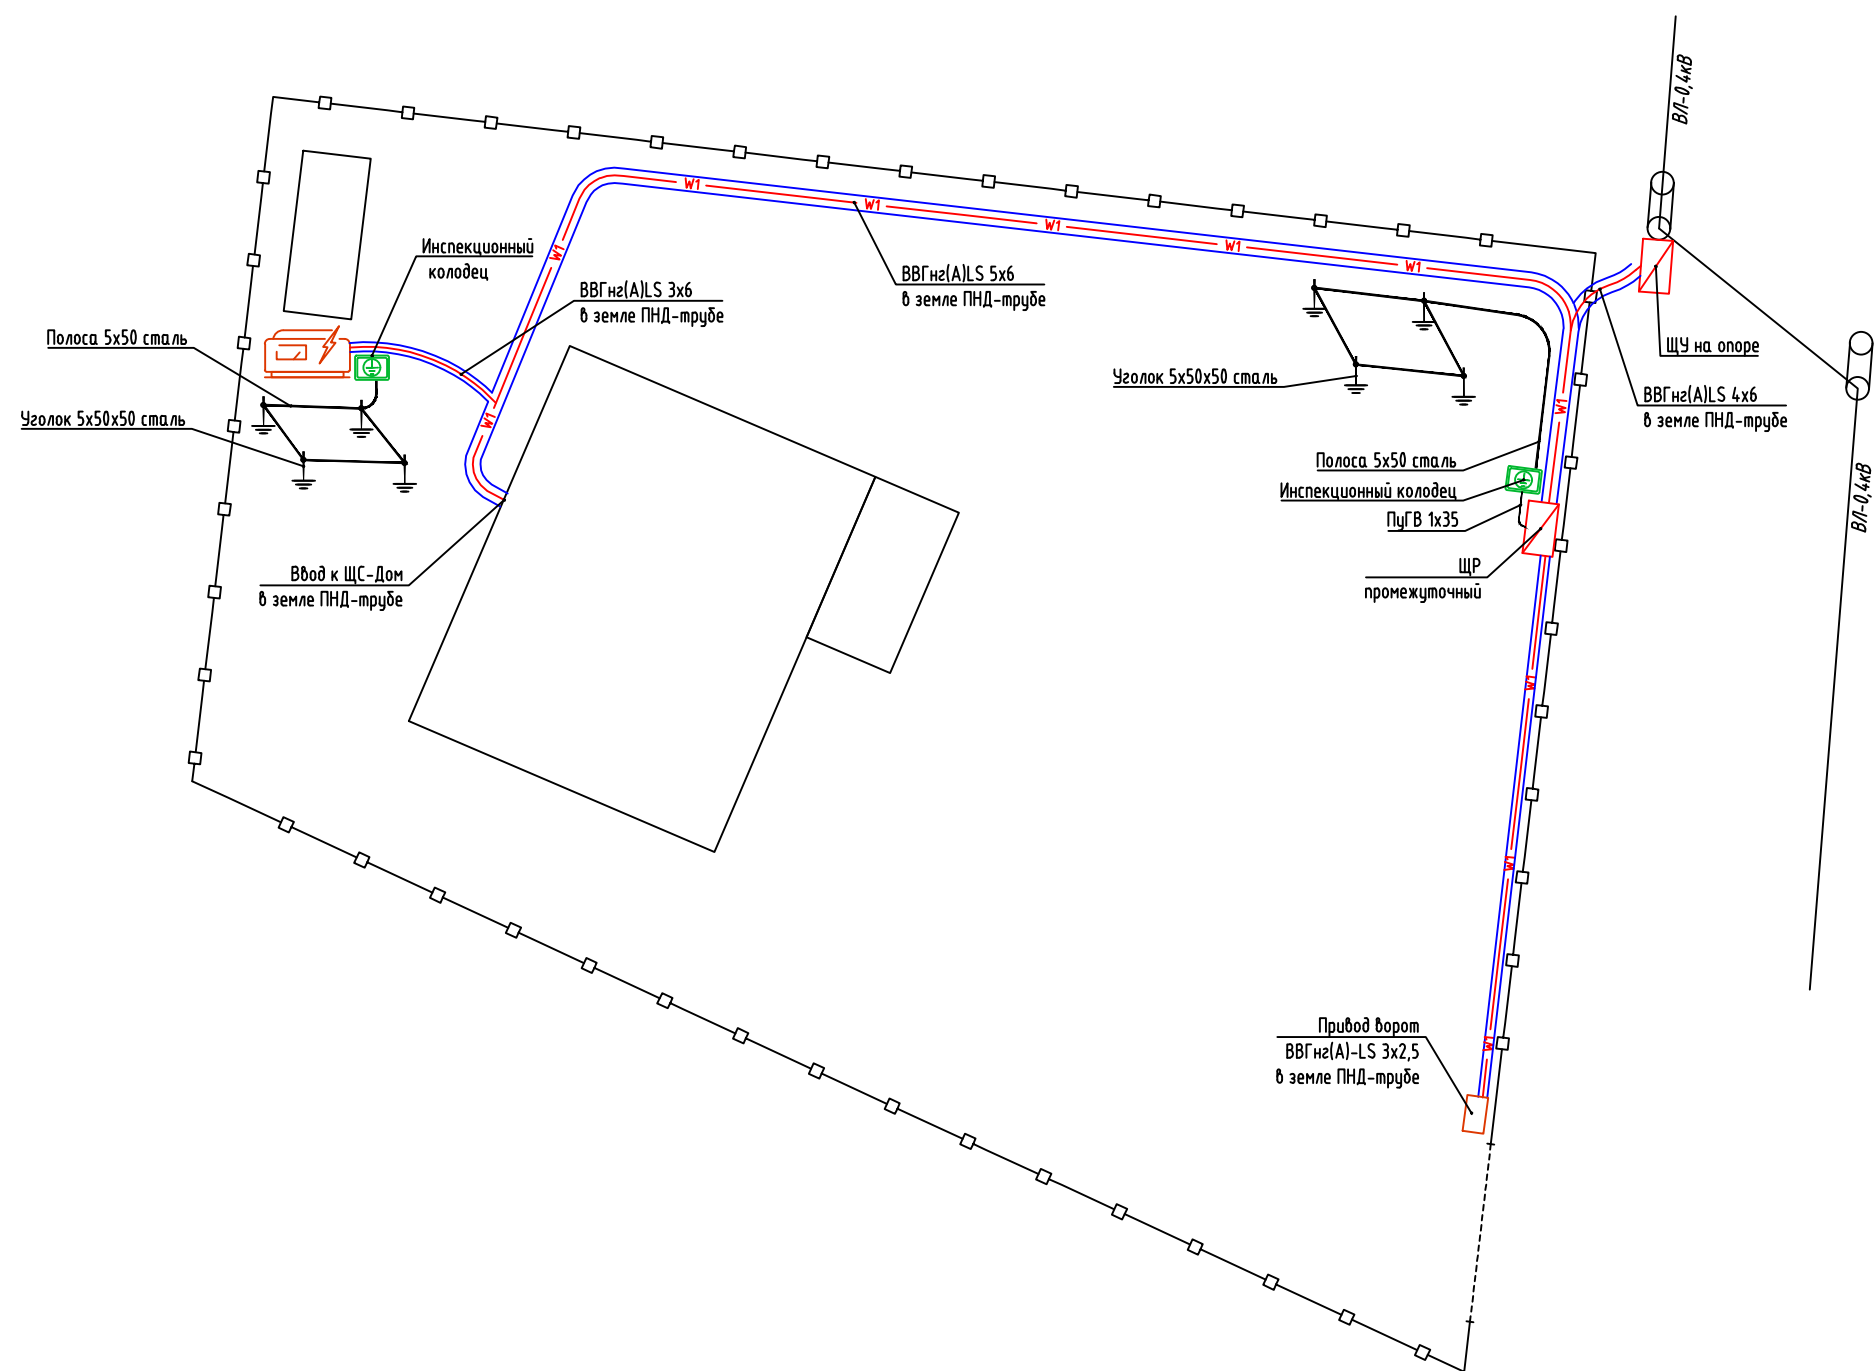 ВЛ-0,4кВ
W1
W1
W1
W1
W1
W1
W1
W1
W1
W1
W1
Инспекционный
колодец
ВВГнг(А)LS 3х6
в земле ПНД-трубе
ВВГнг(А)LS 5х6
в земле ПНД-трубе
Полоса 5х50 сталь
Уголок 5х50х50 сталь
ЩУ на опоре
ВВГнг(А)LS 4х6
в земле ПНД-трубе
Уголок 5х50х50 сталь
Полоса 5х50 сталь
Инспекционный колодец
ПуГВ 1х35
ЩР
промежуточный
ВЛ-0,4кВ
Ввод к ЩС-Дом
в земле ПНД-трубе
Привод ворот
ВВГнг(А)-LS 3х2,5
в земле ПНД-трубе